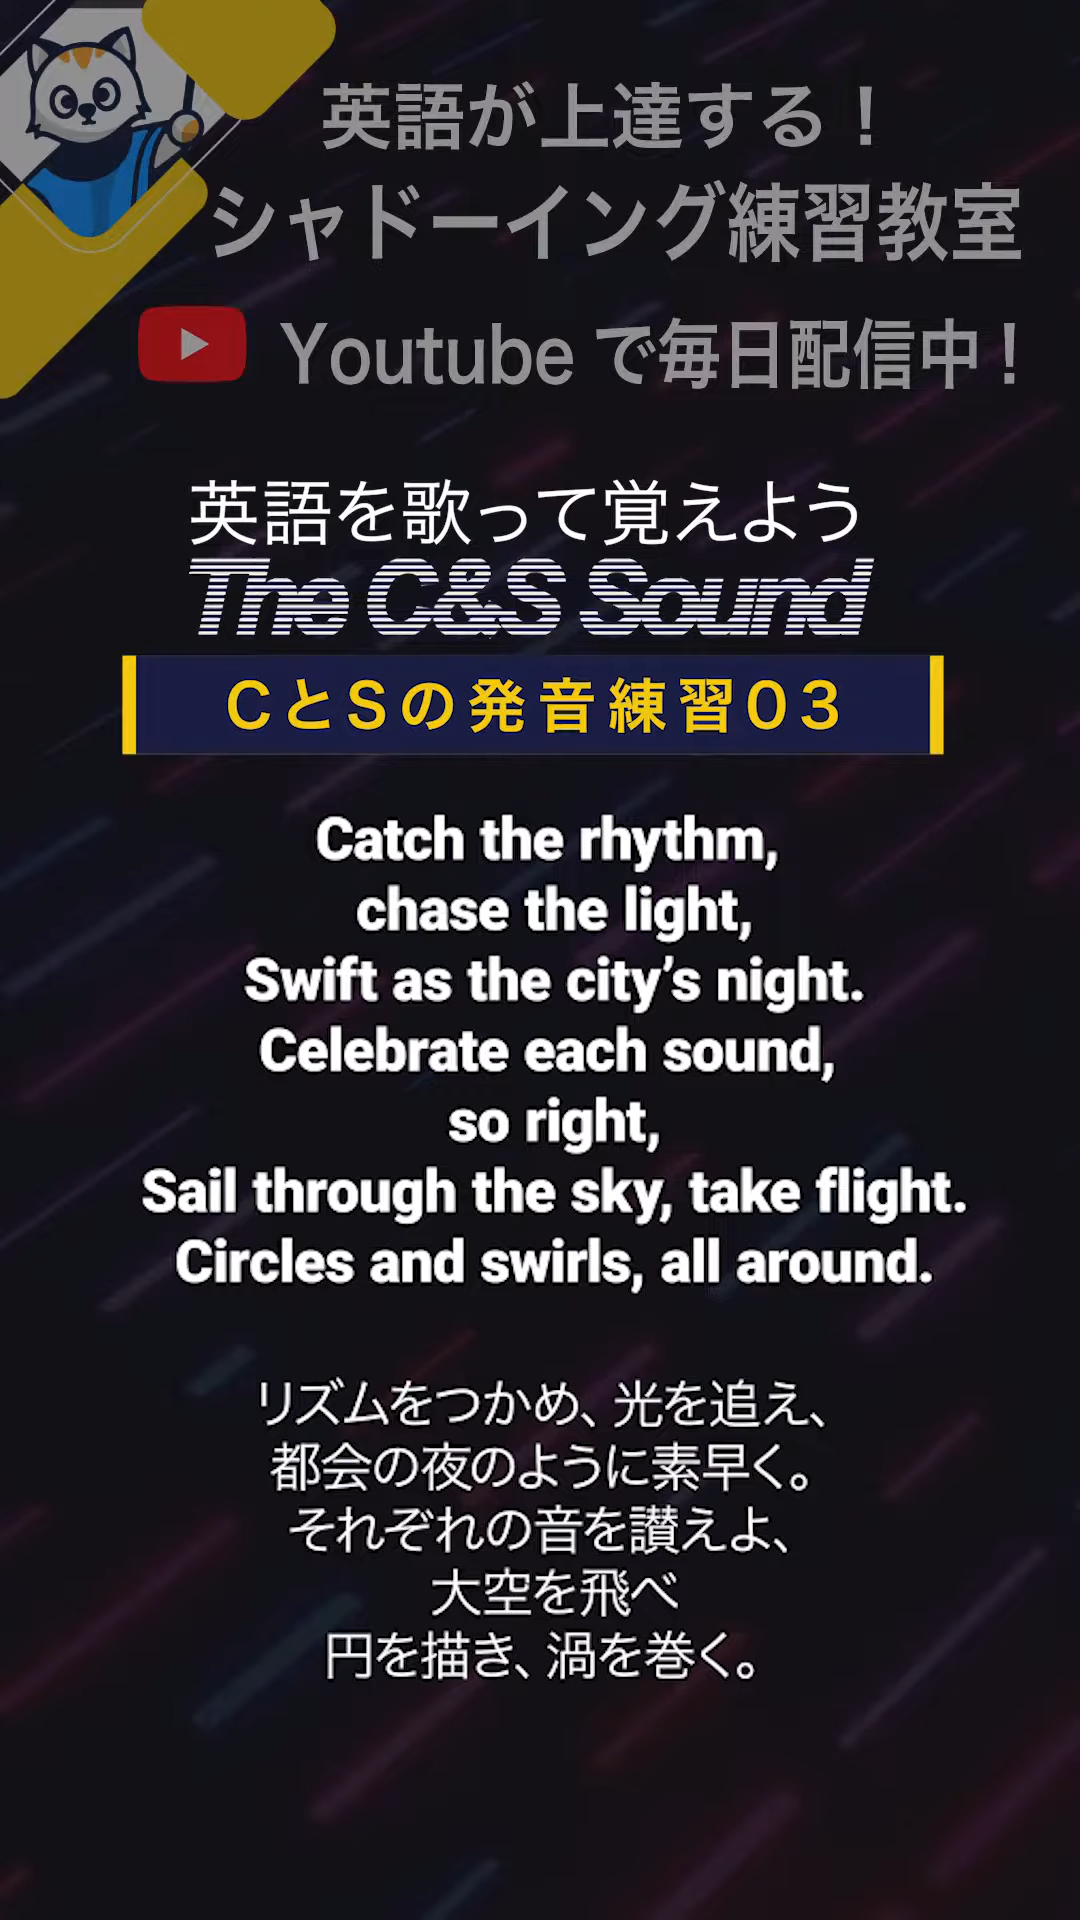 英語が上達する！
シャドーイング練習教室
Youtube で毎日配信中！
英語を歌って覚えよう
The C&S Sound
CとSの発音練習03
Catch the rhythm,
chase the light,
Swift as the city’s night.
Celebrate each sound,
so right,
Sail through the sky, take flight.
Circles and swirls, all around.
リズムをつかめ、光を追え、
都会の夜のように素早く。
それぞれの音を讃えよ、
大空を飛べ
円を描き、渦を巻く。